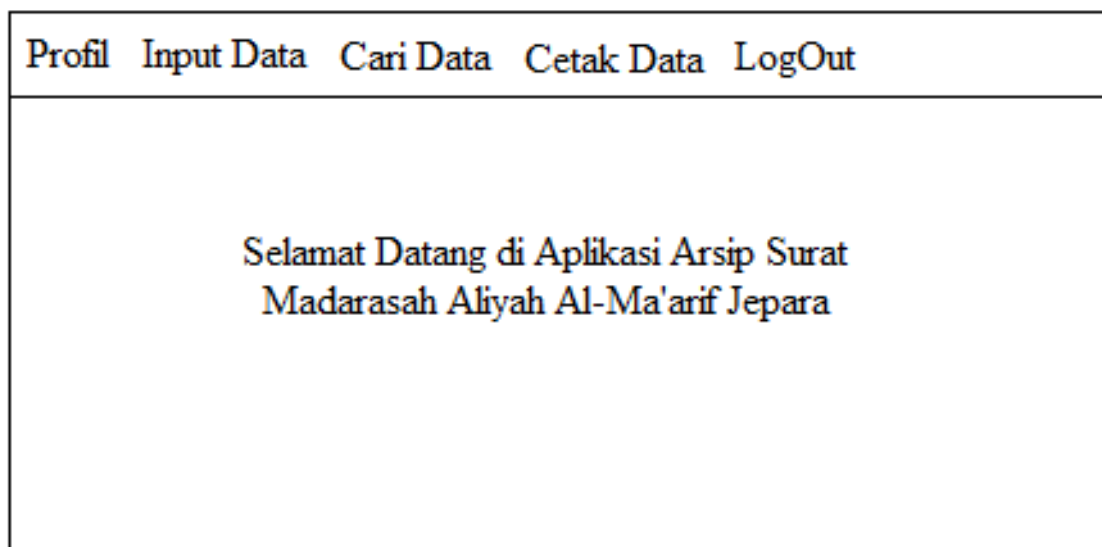 Profil Input Data Cari Data Cetak Data LogOut
Selamat Datang di Aplikasi Arsip Surat
Madarasah Aliyah Al-Ma'arif Jepara